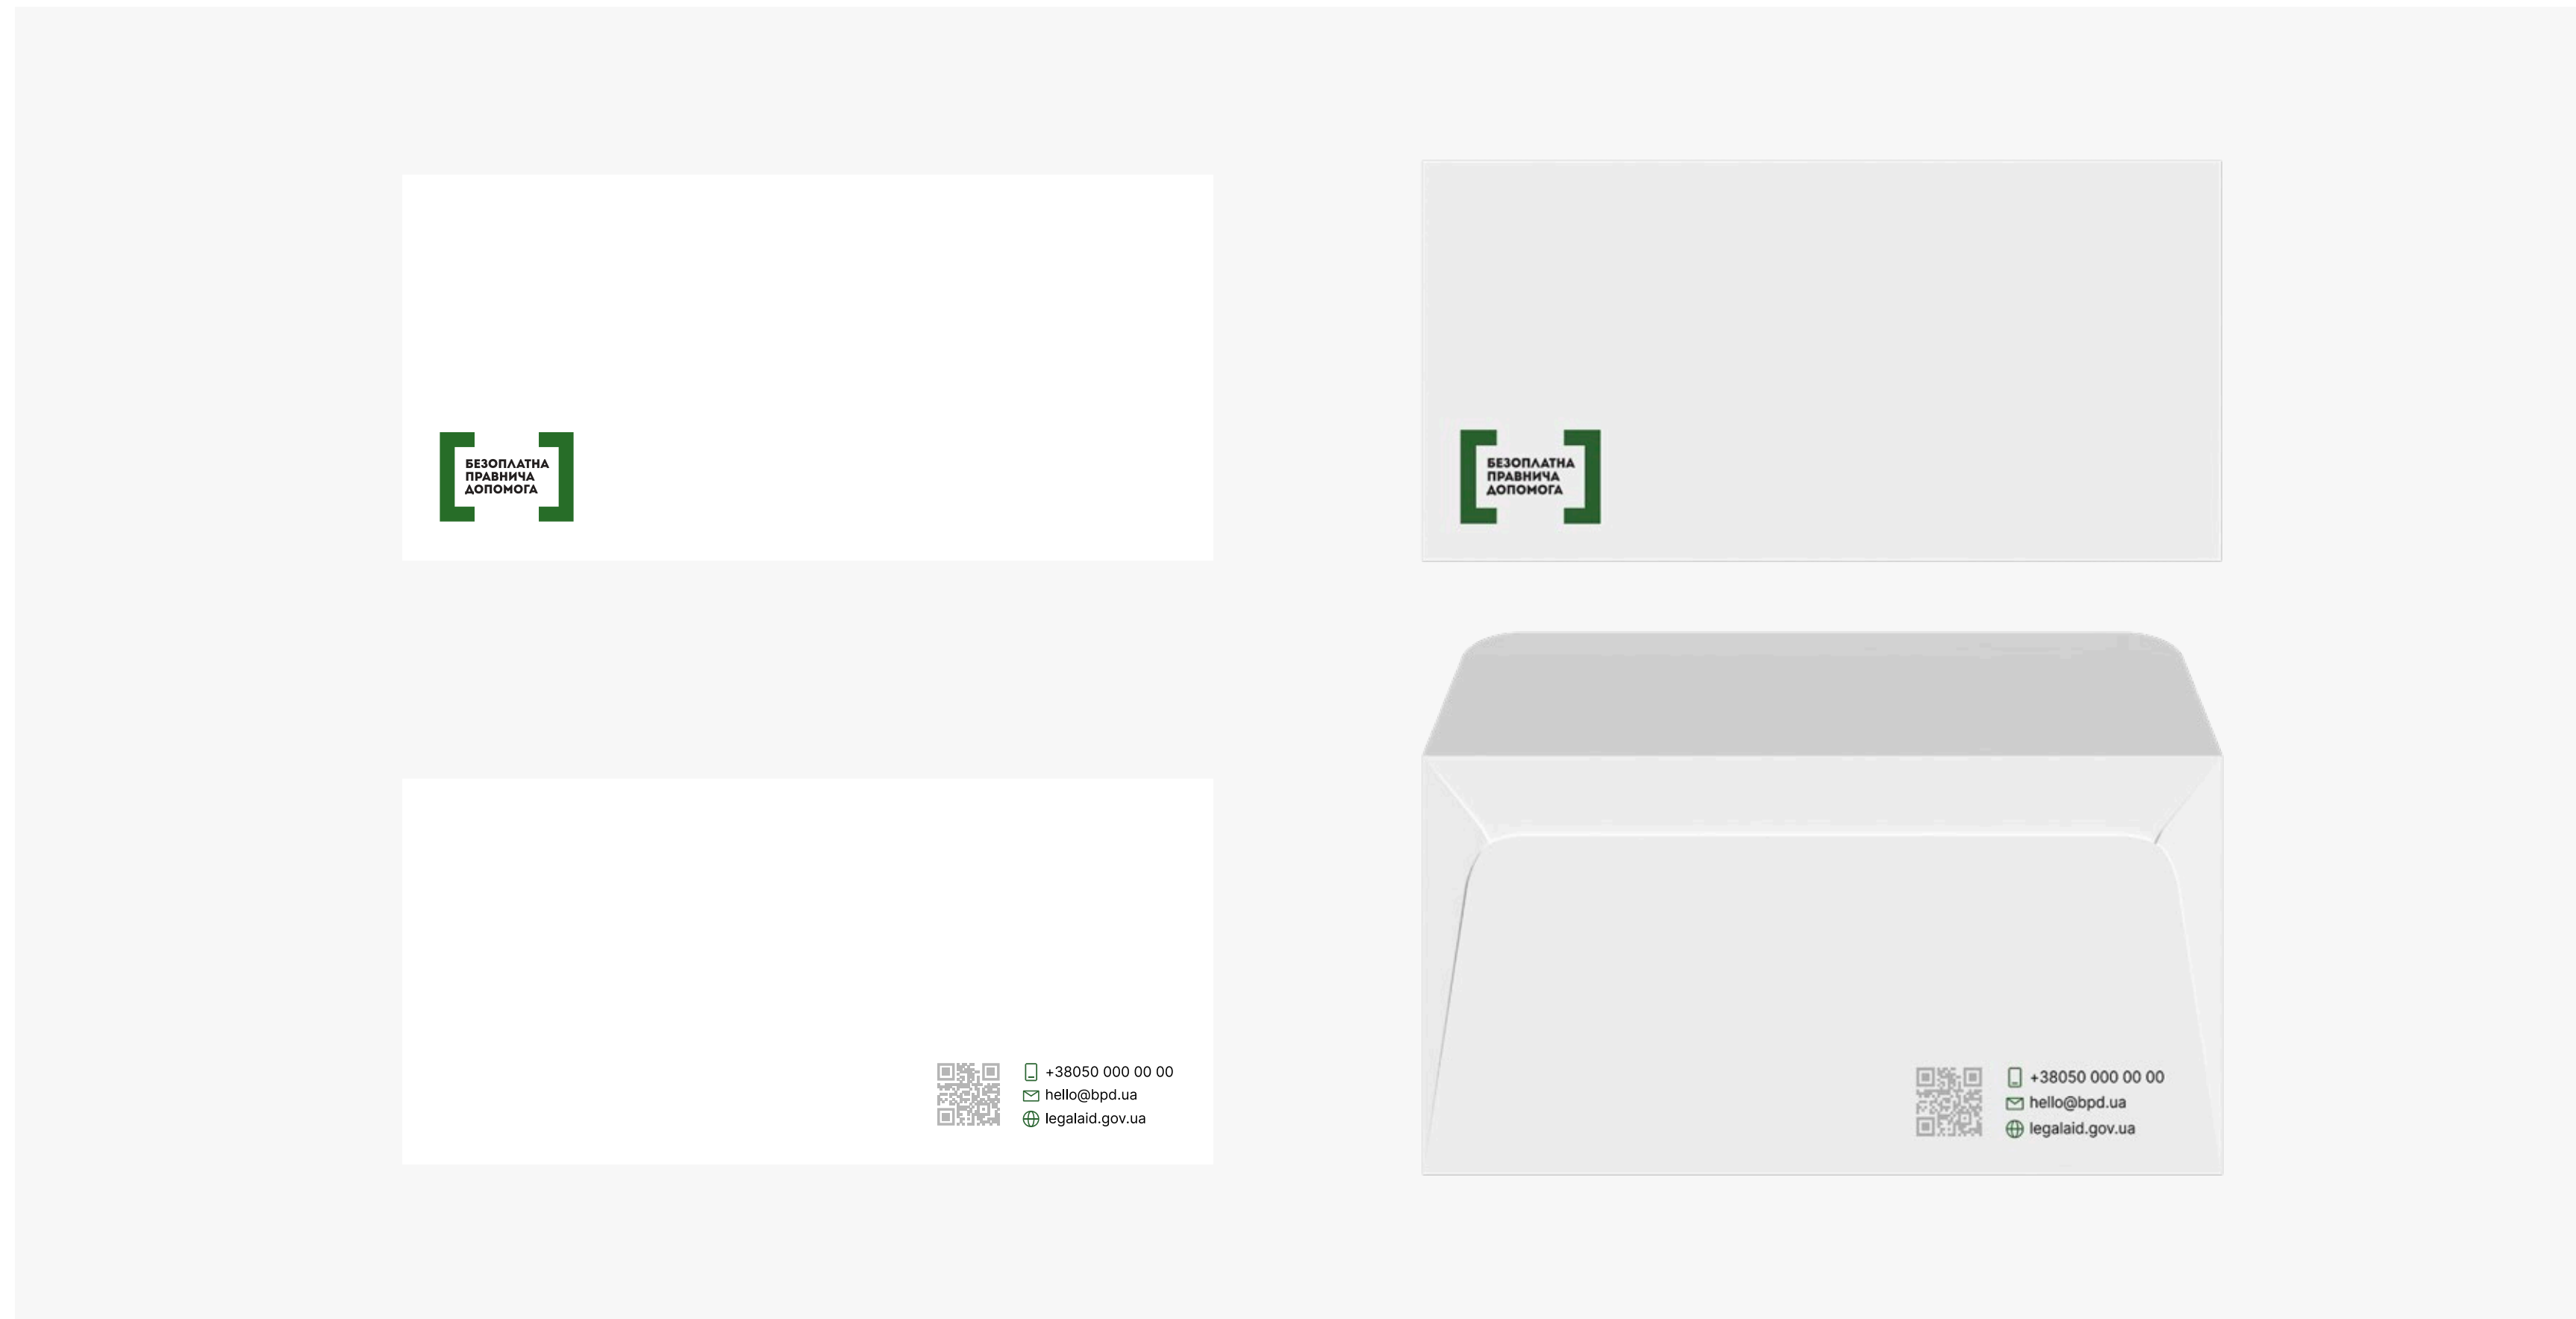 БЕЗОПЛАТНА
ПРАВНИЧА
ДОПОМОГА
БЕЗОПЛАТНА
ПРАВНИЧА
ДОПОМОГА
+38050 000 00 00
hello@bpd.ua
legalaid.gov.ua
+38050 000 00 00
hello@bpd.ua
legalaid.gov.ua